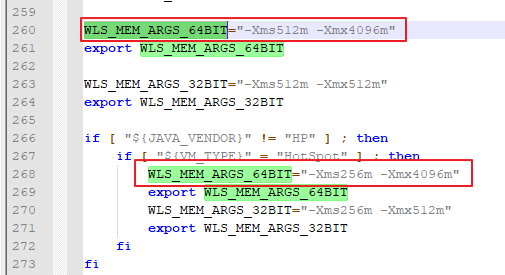 259
260 WLS_MEM_ARGS_64BIT="-Xms512m -Xmx4096m"
261 export WLS_MEM_ARGS_64BIT
262
263 WLS_MEM_ARGS_32BIT="-Xms512m -Xmx512m"
264 export WLS_MEM_ARGS_32BIT
265
266 if [ "${JAVA_VENDOR}" != "HP" ] ; then
267 if [ "${VM_TYPE}" = "HotSpot" ] ; then
268 WLS_MEM_ARGS_64BIT="-Xms256m -Xmx4096m"
269 export WLS_MEM_ARGS_64BIT
270 WLS_MEM_ARGS_32BIT="-Xms256m -Xmx512m"
271 export WLS_MEM_ARGS_32BIT
272 fi
273 fi